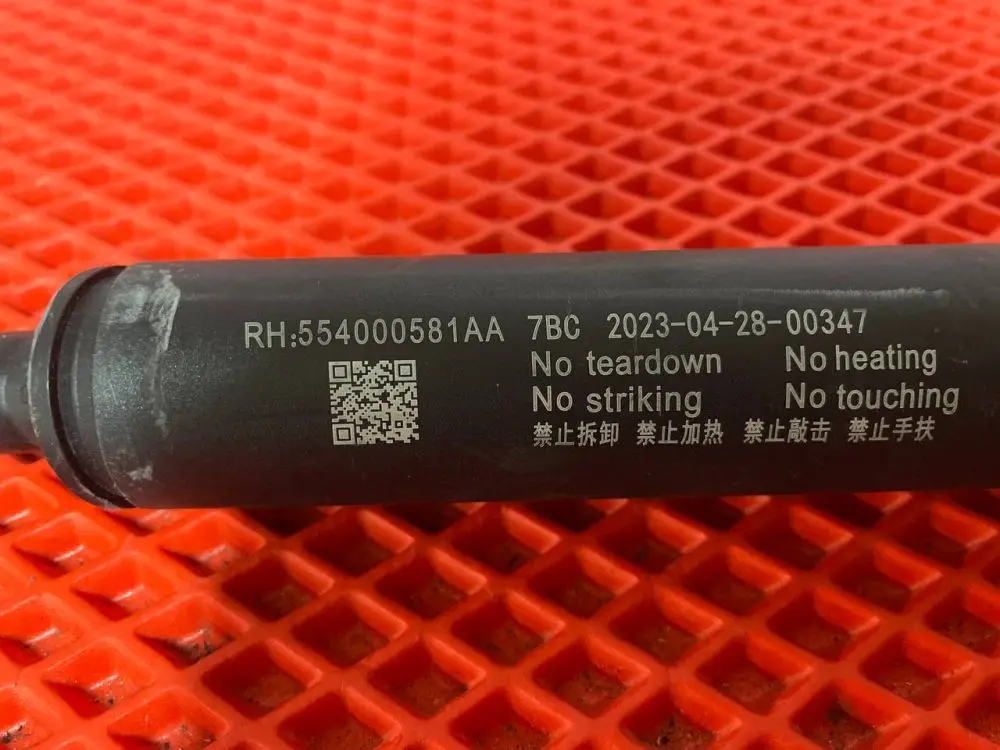 RH:554000581AA 7BC 2023-04-28-00347
No teardown No heating
No striking No touching
禁止拆卸 禁止加热 禁止敲击 禁止手扶